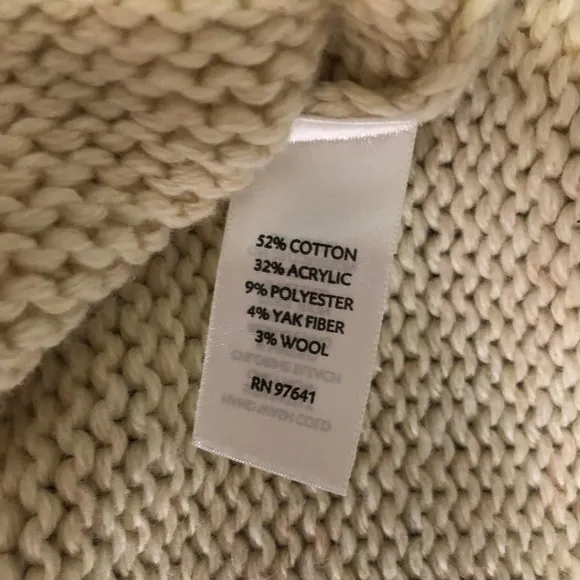 52% COTTON
32% ACRYLIC
9% POLYESTER
4% YAK FIBER
3% WOOL
RN 97641